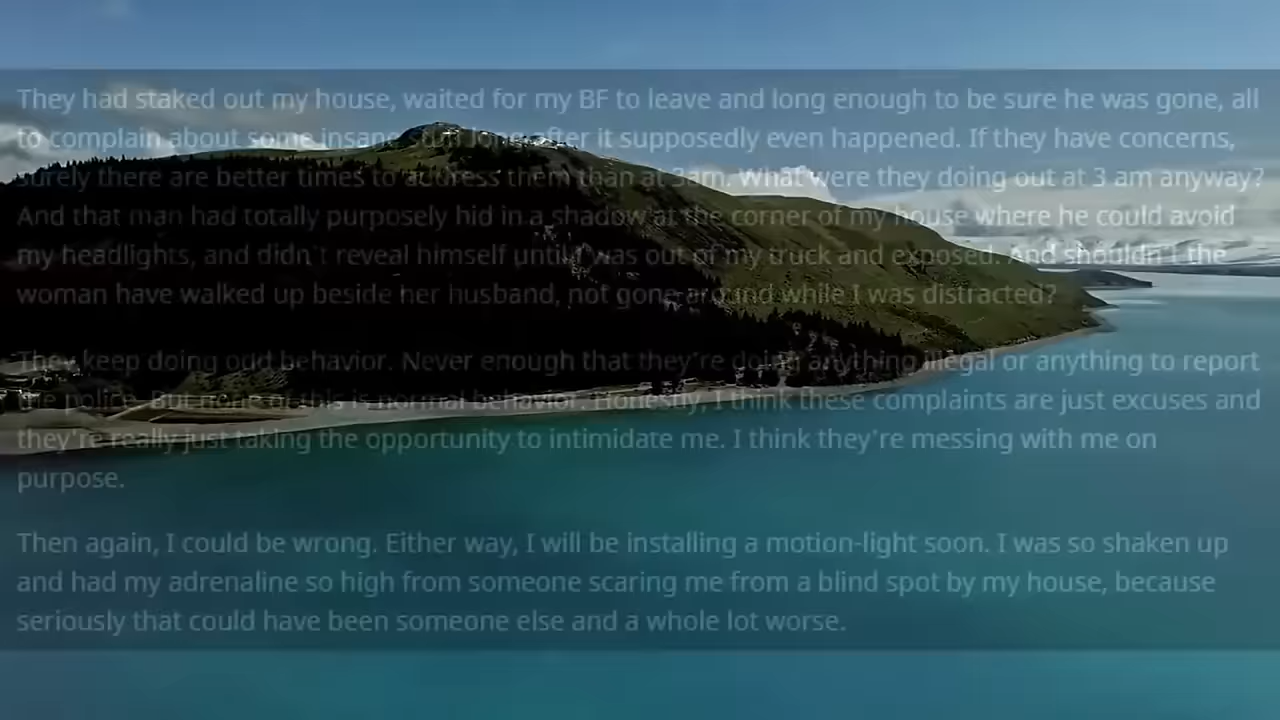 They had staked out my house, waited for my BF to leave and long enough to be sure he was gone, all
to complain about some insane after it supposedly even happened. If they have concerns,
surely there are better times to address them than at 3am. What were they doing out at 3 am anyway?
And that man had totally purposely hid in a shadow at the corner of my house where he could avoid
my headlights, and didn't reveal himself until I was out of my truck and exposed. And shouldn't the
woman have walked up beside her husband, not gone around while I was distracted?
They keep doing odd behavior. Never enough that they're doing anything illegal or anything to report
the police, but none of this is normal behavior. Honestly, I think these complaints are just excuses and
they're really just taking the opportunity to intimidate me. I think they're messing with me on
purpose.
Then again, I could be wrong. Either way, I will be installing a motion-light soon. I was so shaken up
and had my adrenaline so high from someone scaring me from a blind spot by my house, because
seriously that could have been someone else and a whole lot worse.